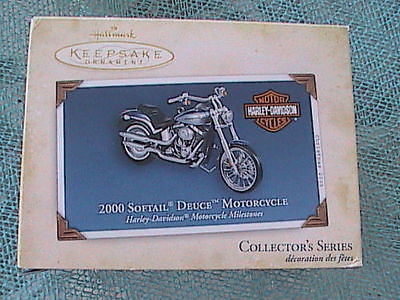 Hallmark
KEEPSAKE
ORNAMENT
MOTOR
HARLEY-DAVIDSON
CYCLES
2000 SOFTAIL® DEUCE™ MOTORCYCLE
Harley-Davidson® Motorcycle Milestones
COLLECTOR'S SERIES
décoration des fêtes